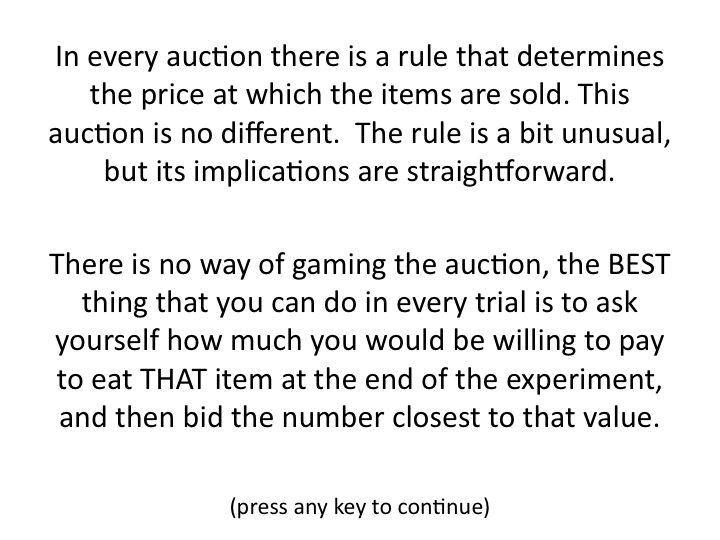 In every auction there is a rule that determines
the price at which the items are sold. This
auction is no different.  The rule is a bit unusual,
but its implications are straightforward.
There is no way of gaming the auction, the BEST
thing that you can do in every trial is to ask
yourself how much you would be willing to pay
to eat THAT item at the end of the experiment,
and then bid the number closest to that value.
(press any key to continue)